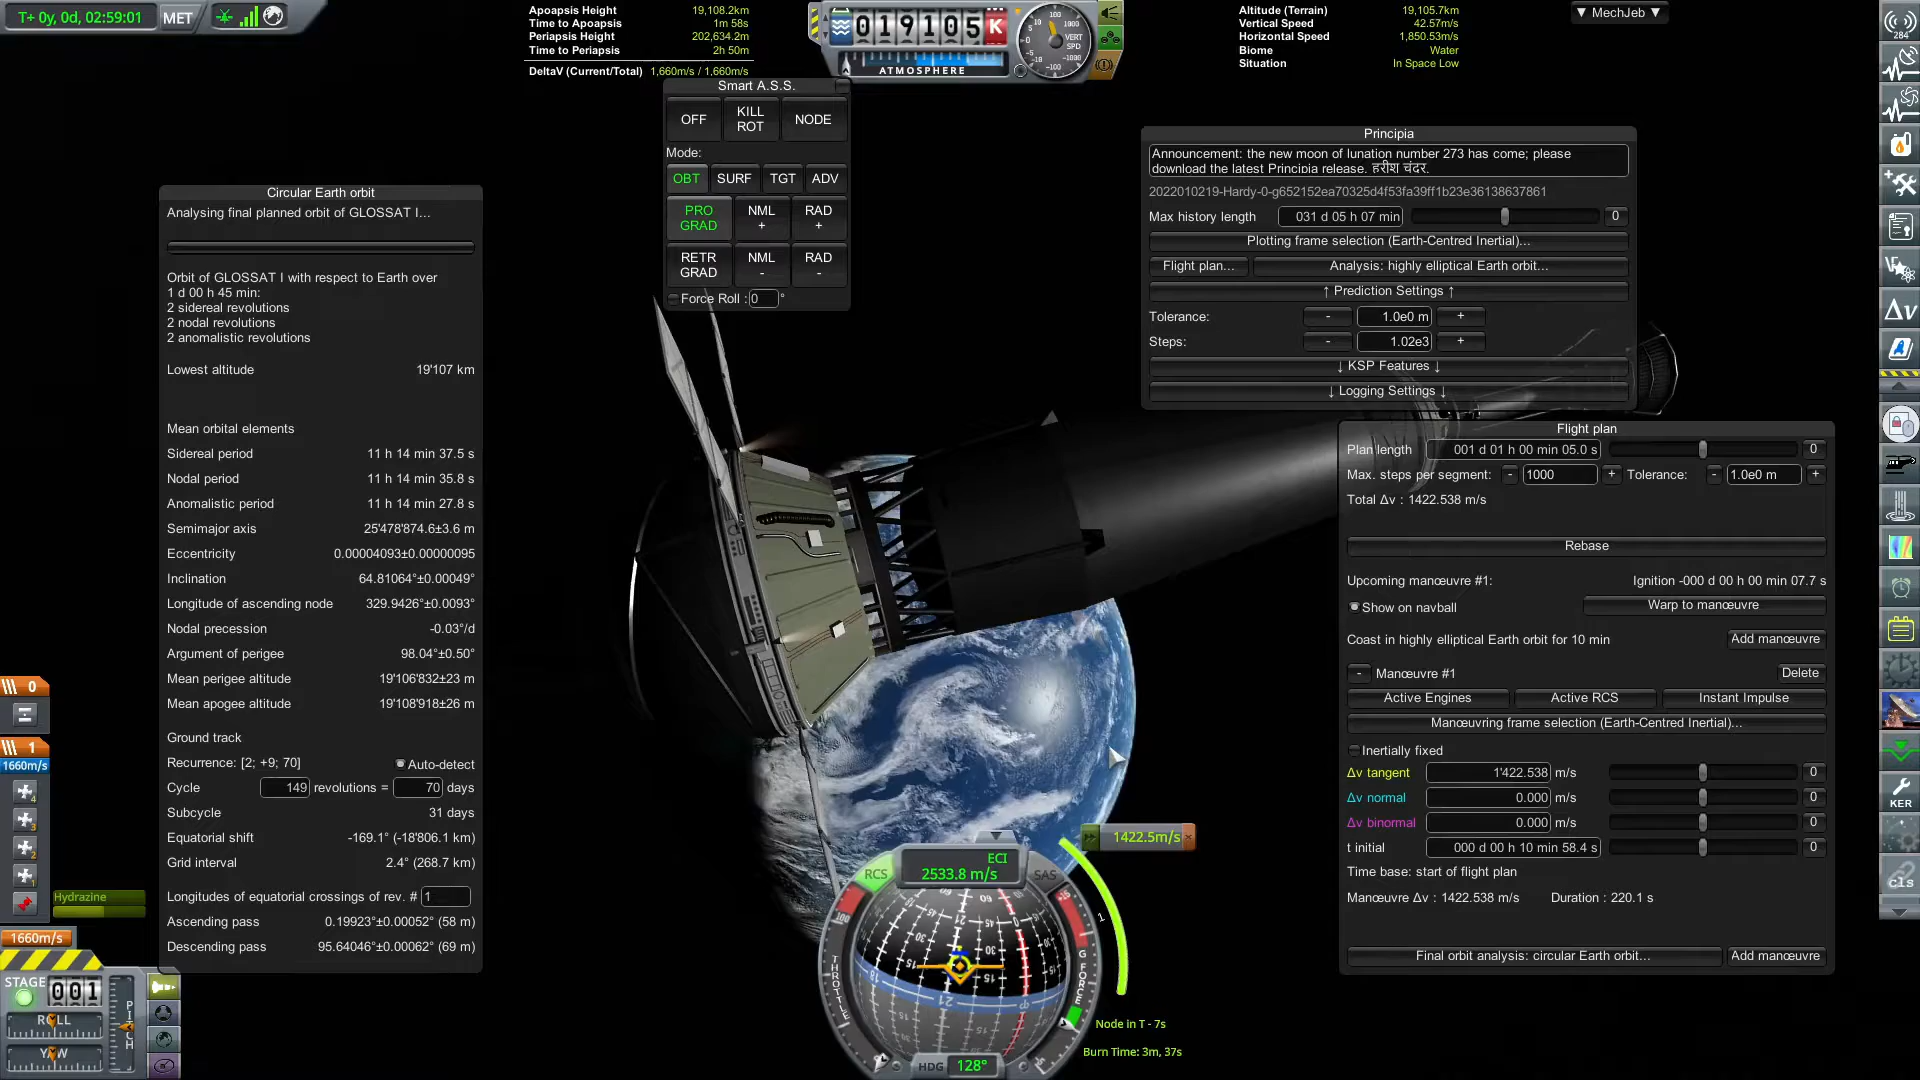 T+ 0y, 0d, 02:59:01
MET
Apoapsis Height 19,108.2km
Time to Apoapsis 1m 58s
Periapsis Height 202,634.2m
Time to Periapsis 2h 50m
DeltaV (Current/Total) 1,660m/s / 1,660m/s
019105 K
ATMOSPHERE
100
1000
VERT
SPD
Altitude (Terrain) 19,105.7km
Vertical Speed 42.57m/s
Horizontal Speed 1,850.53m/s
Biome Water
Situation In Space Low
▼ MechJeb ▼
284
Smart A.S.S.
OFF
KILL ROT
NODE
Mode:
OBT SURF TGT ADV
PRO GRAD
NML +
RAD +
RETR GRAD
NML -
RAD -
Force Roll : 0 °
Principia
Announcement: the new moon of lunation number 273 has come; please
download the latest Principia release. हरीश चंदर.
2022010219-Hardy-0-g652152ea70325d4f53fa39ff1b23e36138637861
Max history length 031 d 05 h 07 min 0
Plotting frame selection (Earth-Centred Inertial)...
Flight plan... Analysis: highly elliptical Earth orbit...
↑ Prediction Settings ↑
Tolerance: - 1.0e0 m +
Steps: - 1.02e3 +
↓ KSP Features ↓
↓ Logging Settings ↓
Circular Earth orbit
Analysing final planned orbit of GLOSSAT I...
Orbit of GLOSSAT I with respect to Earth over
1 d 00 h 45 min:
2 sidereal revolutions
2 nodal revolutions
2 anomalistic revolutions
Lowest altitude 19'107 km
Mean orbital elements
Sidereal period 11 h 14 min 37.5 s
Nodal period 11 h 14 min 35.8 s
Anomalistic period 11 h 14 min 27.8 s
Semimajor axis 25'478'874.6±3.6 m
Eccentricity 0.00004093±0.00000095
Inclination 64.81064°±0.00049°
Longitude of ascending node 329.9426°±0.0093°
Nodal precession -0.03°/d
Argument of perigee 98.04°±0.50°
Mean perigee altitude 19'106'832±23 m
Mean apogee altitude 19'108'918±26 m
Ground track
Recurrence: [2; +9; 70] Auto-detect
Cycle 149 revolutions = 70 days
Subcycle 31 days
Equatorial shift -169.1° (-18'806.1 km)
Grid interval 2.4° (268.7 km)
Longitudes of equatorial crossings of rev. # 1
Ascending pass 0.19923°±0.00052° (58 m)
Descending pass 95.64046°±0.00062° (69 m)
Flight plan
Plan length 001 d 01 h 00 min 05.0 s 0
Max. steps per segment: - 1000 + Tolerance: - 1.0e0 m +
Total Δv : 1422.538 m/s
Rebase
Upcoming manœuvre #1: Ignition -000 d 00 h 00 min 07.7 s
Show on navball Warp to manœuvre
Coast in highly elliptical Earth orbit for 10 min Add manœuvre
- Manœuvre #1 Delete
Active Engines Active RCS Instant Impulse
Manœuvring frame selection (Earth-Centred Inertial)...
Inertially fixed
Δv tangent 1'422.538 m/s 0
Δv normal 0.000 m/s 0
Δv binormal 0.000 m/s 0
t initial 000 d 00 h 10 min 58.4 s 0
Time base: start of flight plan
Manœuvre Δv : 1422.538 m/s Duration : 220.1 s
Final orbit analysis: circular Earth orbit... Add manœuvre
0
1
1660m/s
4
3
2
1
Hydrazine
1660m/s
STAGE 001
ROLL
YAW
PITCH
1422.5m/s
ECI
2533.8 m/s
RCS SAS
THROTTLE
G FORCE
HDG 128°
Node in T - 7s
Burn Time: 3m, 37s
Δv
KER
cls